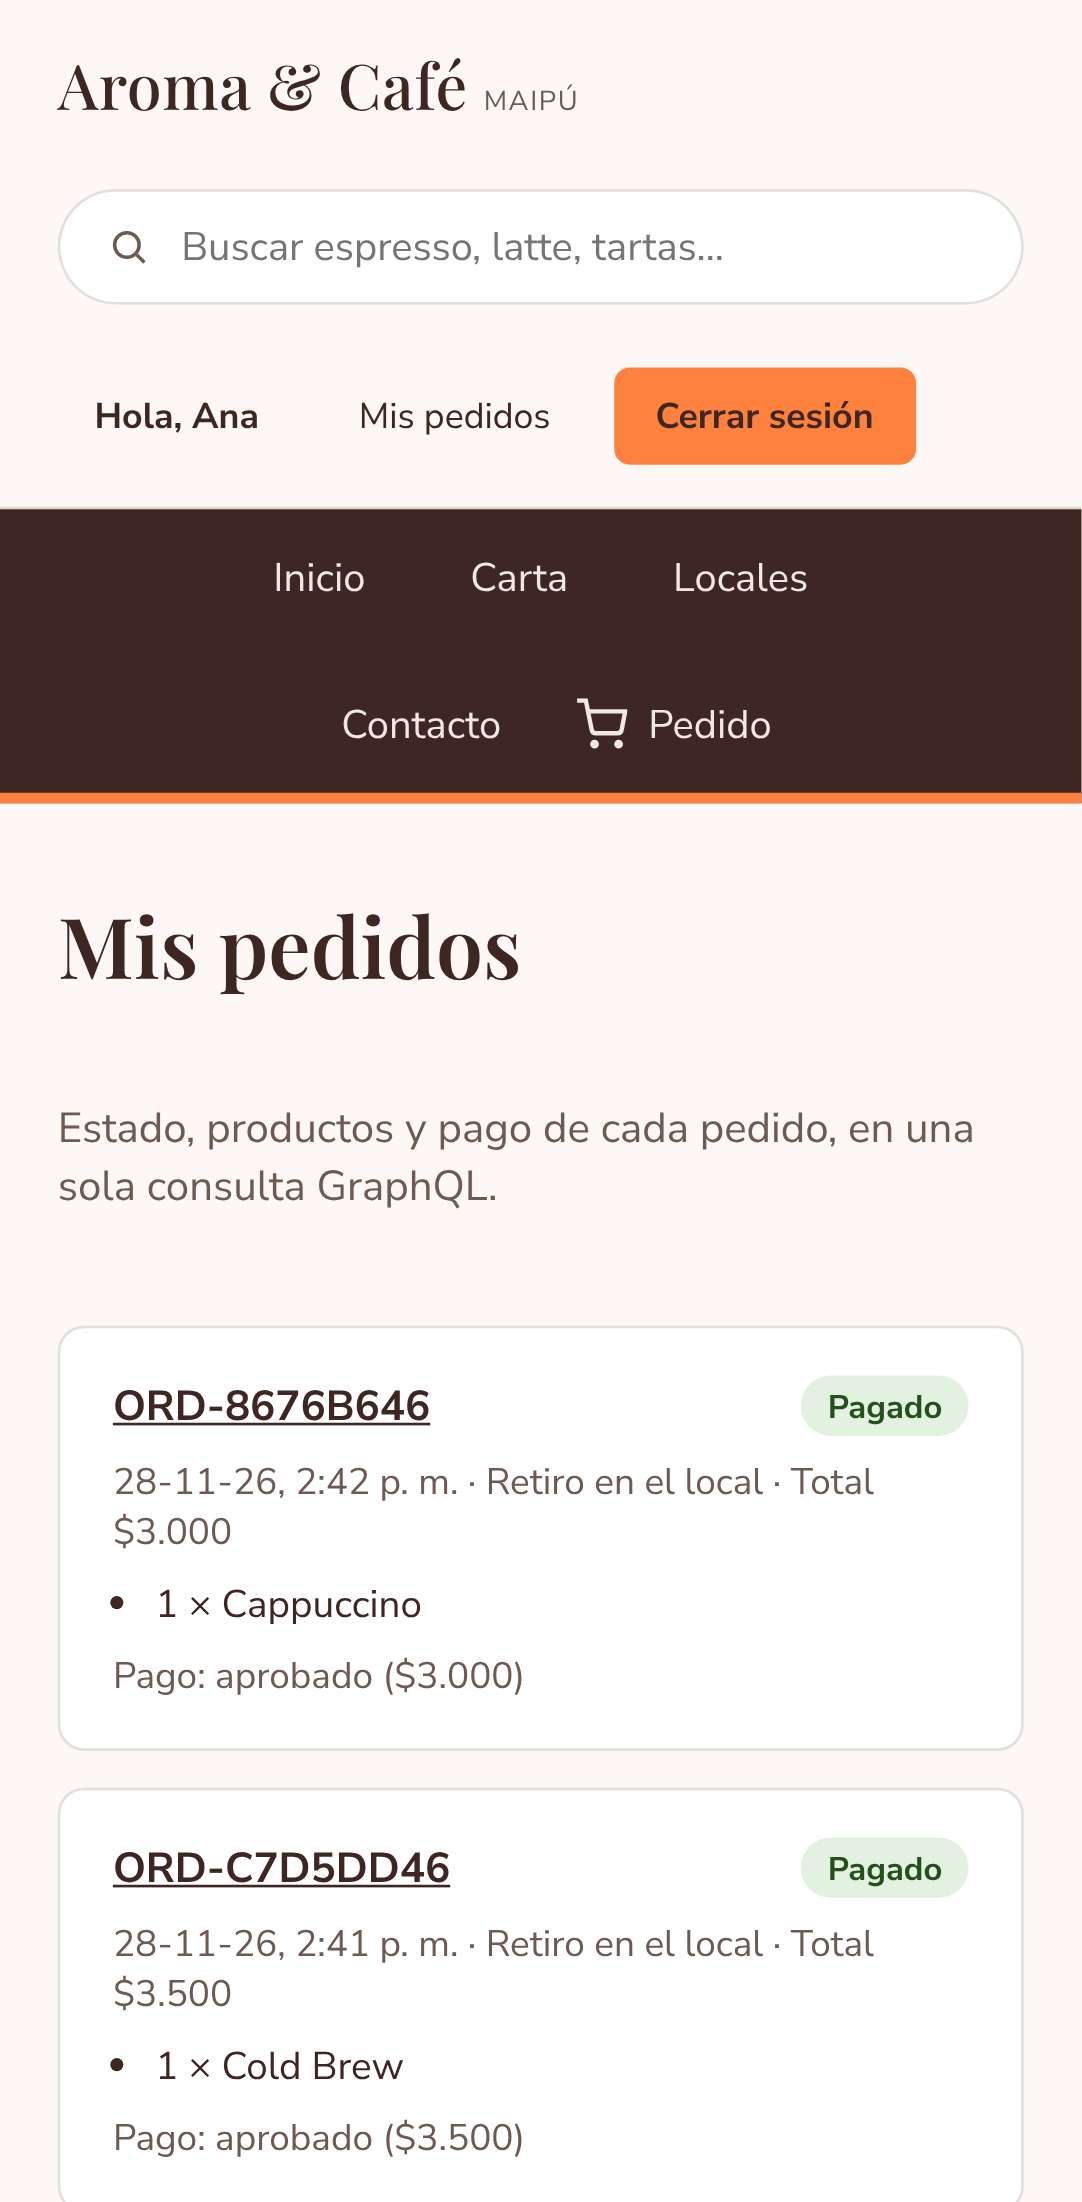 Aroma & Café MAIPÚ
Buscar espresso, latte, tartas...
Hola, Ana
Mis pedidos
Cerrar sesión
Inicio
Carta
Locales
Contacto
Pedido
Mis pedidos
Estado, productos y pago de cada pedido, en una
sola consulta GraphQL.
ORD-8676B646
Pagado
28-11-26, 2:42 p. m. · Retiro en el local · Total
$3.000
• 1 × Cappuccino
Pago: aprobado ($3.000)
ORD-C7D5DD46
Pagado
28-11-26, 2:41 p. m. · Retiro en el local · Total
$3.500
• 1 × Cold Brew
Pago: aprobado ($3.500)